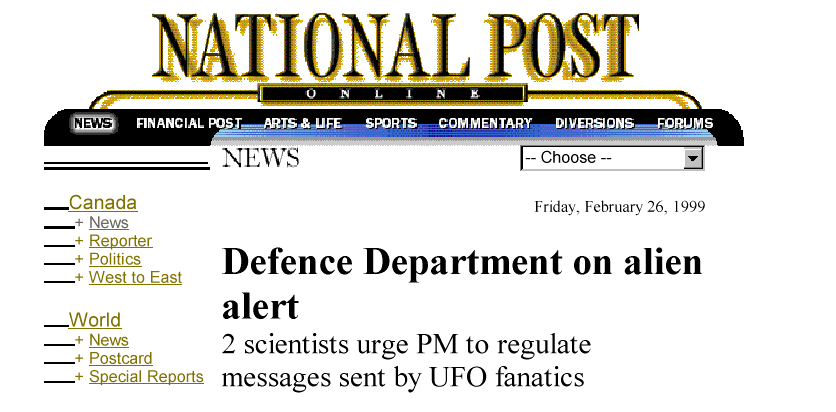 NATIONAL POST
ONLINE
NEWS FINANCIAL POST ARTS & LIFE SPORTS COMMENTARY DIVERSIONS FORUMS
NEWS
-- Choose --
Friday, February 26, 1999
Canada
+ News
+ Reporter
+ Politics
+ West to East
World
+ News
+ Postcard
+ Special Reports
Defence Department on alien
alert
2 scientists urge PM to regulate
messages sent by UFO fanatics